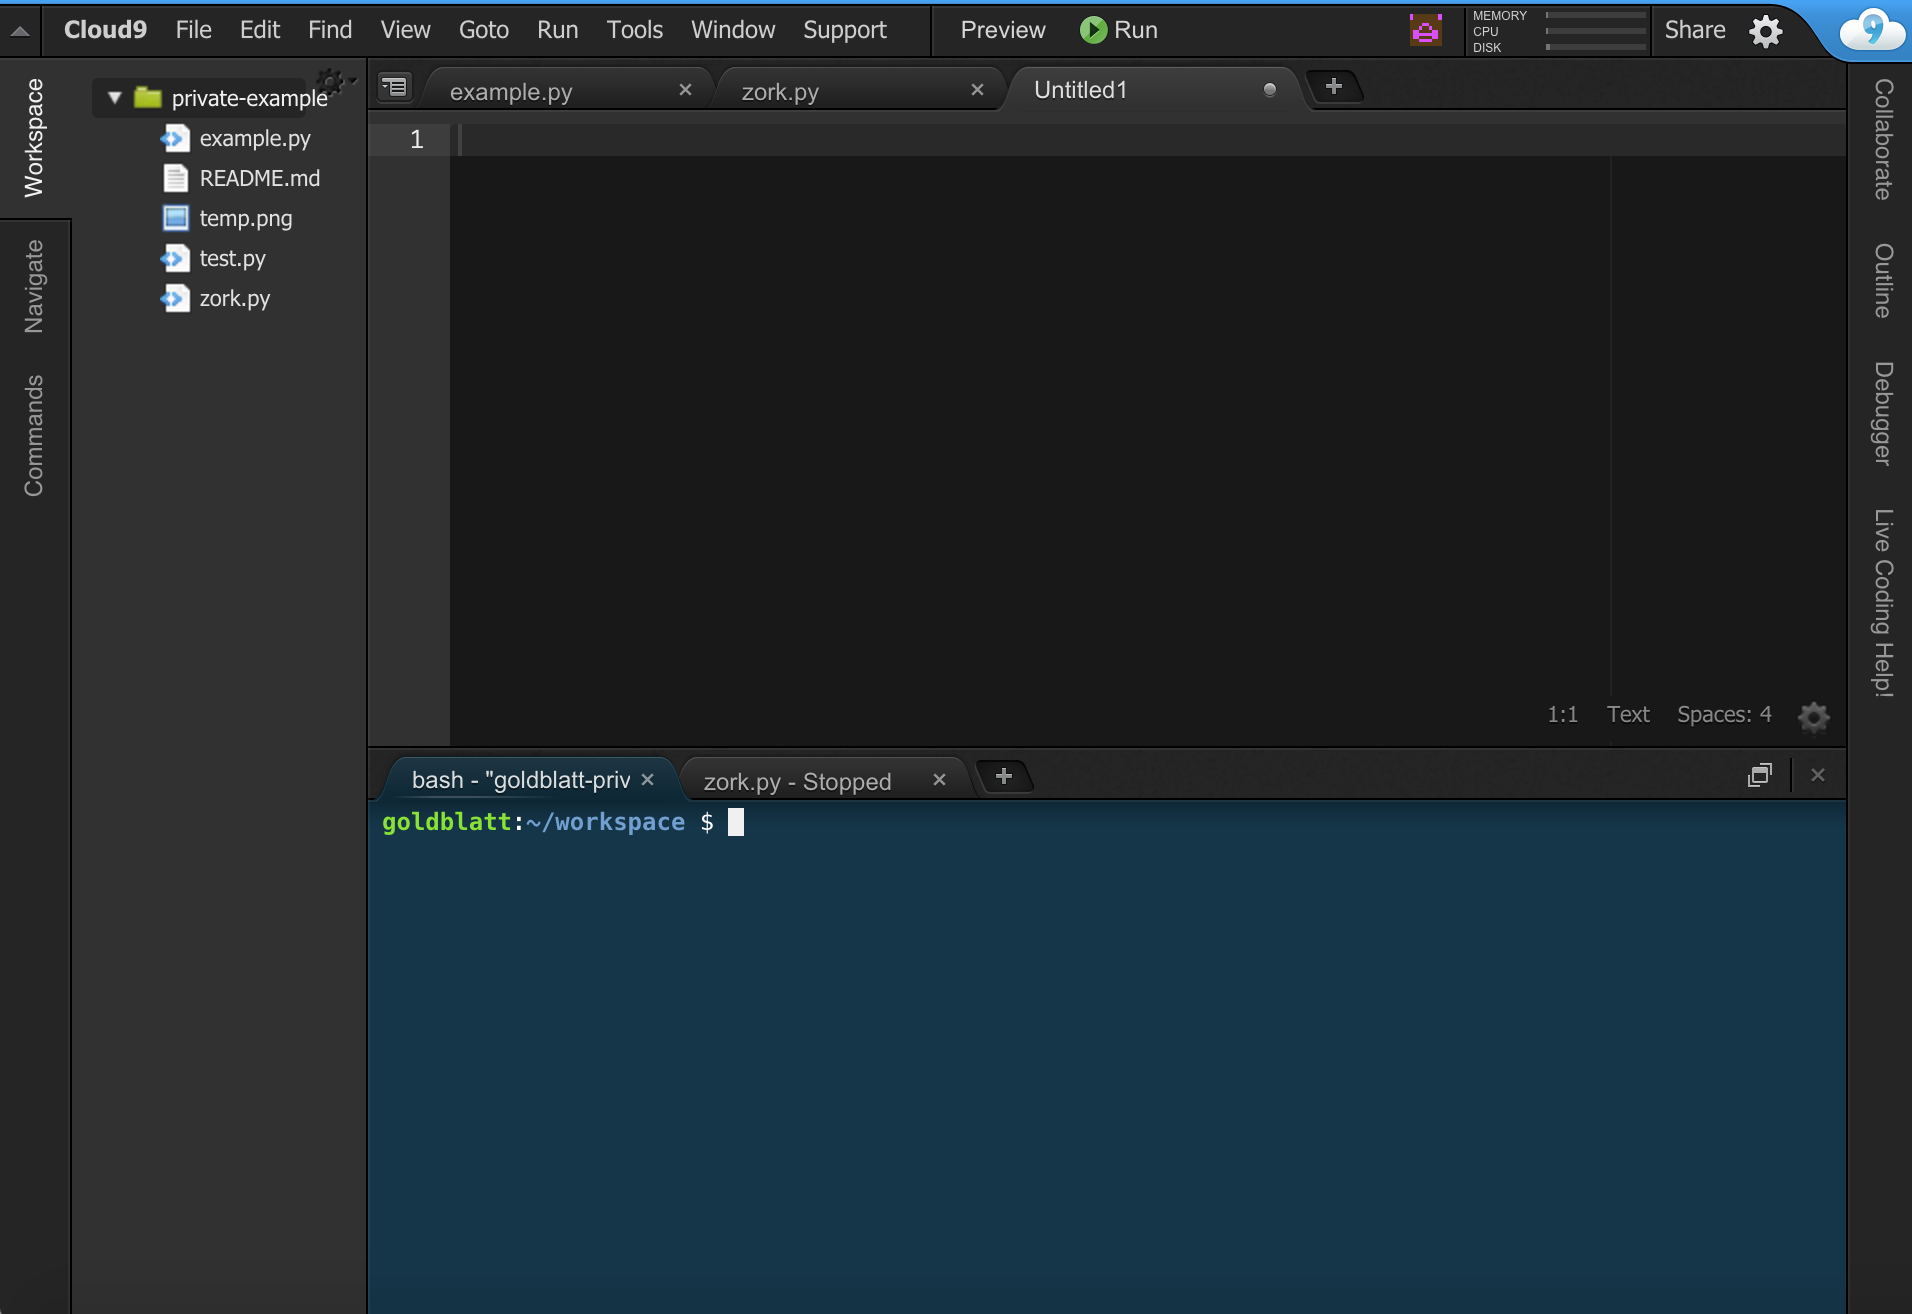 Cloud9 File Edit Find View Goto Run Tools Window Support Preview Run MEMORY CPU DISK Share 9
Workspace
Navigate
Commands
private-example
example.py
README.md
temp.png
test.py
zork.py
example.py × zork.py × Untitled1 +
1
1:1 Text Spaces: 4
bash - "goldblatt-priv × zork.py - Stopped × + ×
goldblatt:~/workspace $
Collaborate
Outline
Debugger
Live Coding Help!